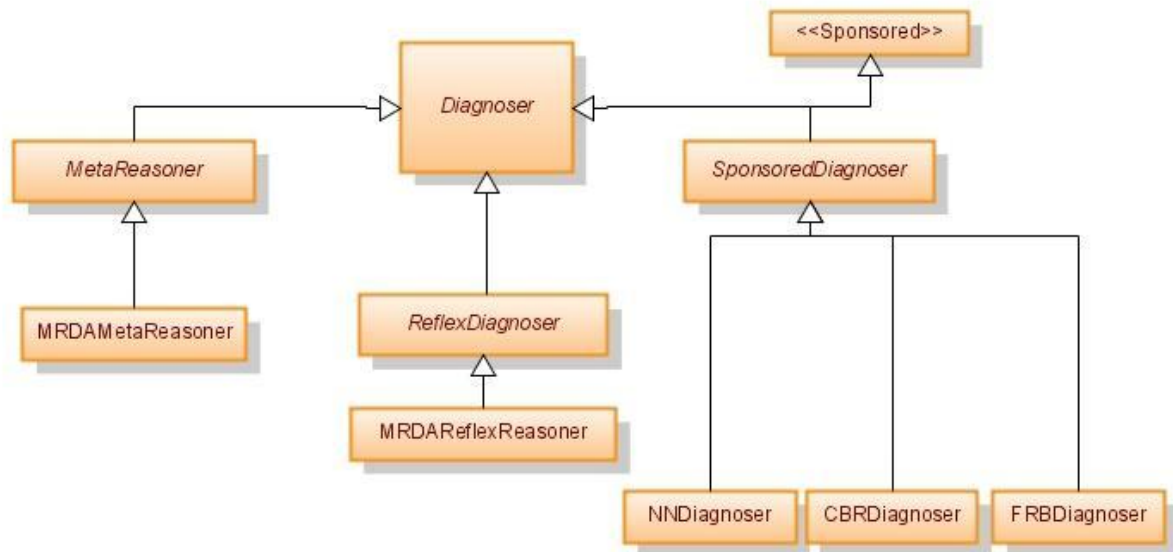 <<Sponsored>>
Diagnoser
MetaReasoner
SponsoredDiagnoser
MRDAMetaReasoner
ReflexDiagnoser
MRDAReflexReasoner
NNDiagnoser
CBRDiagnoser
FRBDiagnoser